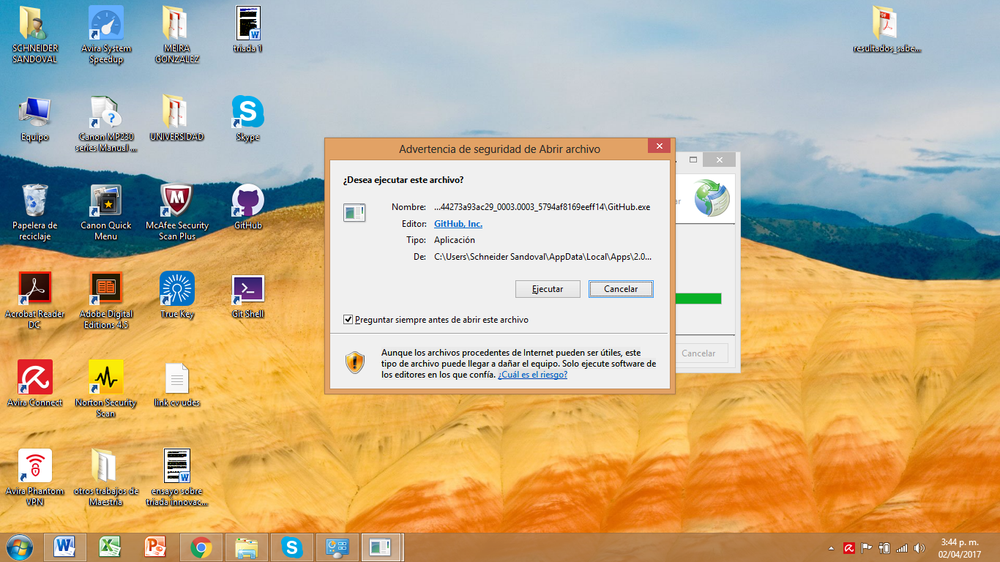 SCHNEIDER
SANDOVAL
Avira System
Speedup
MEIRA
GONZALEZ
triada 1
resultados_sabe...
Equipo
Canon MP230
series Manual ...
UNIVERSIDAD
Skype
Papelera de
reciclaje
Canon Quick
Menu
McAfee Security
Scan Plus
GitHub
Acrobat Reader
DC
Adobe Digital
Editions 4.5
True Key
Git Shell
Avira Connect
Norton Security
Scan
link cv udes
Avira Phantom
VPN
otros trabajos de
Maestria
ensayo sobre
triada innovac...
Advertencia de seguridad de Abrir archivo
¿Desea ejecutar este archivo?
Nombre: ...44273a93ac29_0003.0003_5794af8169eeff14\GitHub.exe
Editor: GitHub, Inc.
Tipo: Aplicación
De: C:\Users\Schneider Sandoval\AppData\Local\Apps\2.0...
Ejecutar
Cancelar
Preguntar siempre antes de abrir este archivo
Aunque los archivos procedentes de Internet pueden ser útiles, este
tipo de archivo puede llegar a dañar el equipo. Solo ejecute software de
los editores en los que confía. ¿Cuál es el riesgo?
ar
Cancelar
3:44 p. m.
02/04/2017